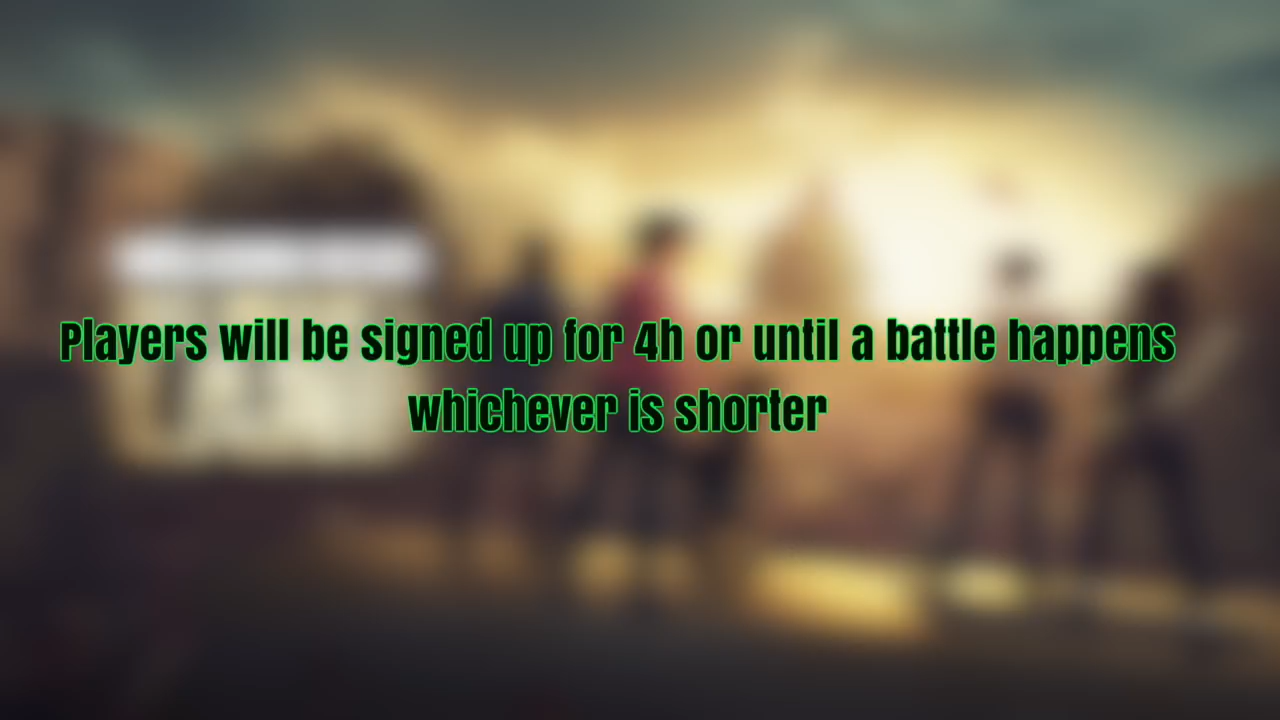 Players will be signed up for 4h or until a battle happens
whichever is shorter